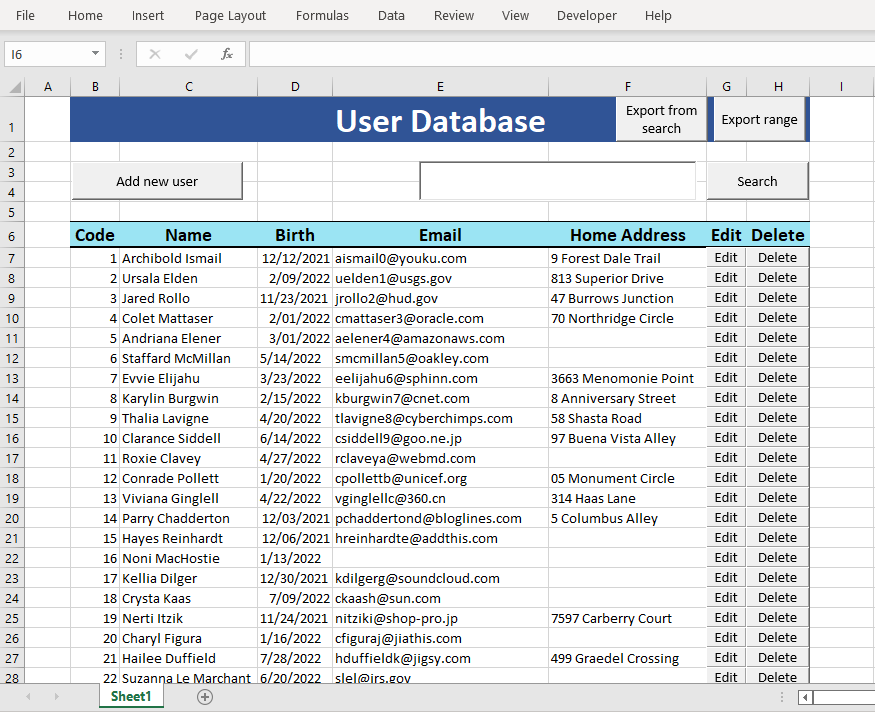 File Home Insert Page Layout Formulas Data Review View Developer Help
I6 fx
A B C D E F G H I
1 User Database Export from search Export range
2
3 Add new user Search
4
5
6 Code Name Birth Email Home Address Edit Delete
7 1 Archibold Ismail 12/12/2021 aismail0@youku.com 9 Forest Dale Trail Edit Delete
8 2 Ursala Elden 2/09/2022 uelden1@usgs.gov 813 Superior Drive Edit Delete
9 3 Jared Rollo 11/23/2021 jrollo2@hud.gov 47 Burrows Junction Edit Delete
10 4 Colet Mattaser 2/01/2022 cmattaser3@oracle.com 70 Northridge Circle Edit Delete
11 5 Andriana Elener 3/01/2022 aelener4@amazonaws.com Edit Delete
12 6 Staffard McMillan 5/14/2022 smcmillan5@oakley.com Edit Delete
13 7 Evvie Elijahu 3/23/2022 eelijahu6@sphinn.com 3663 Menomonie Point Edit Delete
14 8 Karylin Burgwin 2/15/2022 kburgwin7@cnet.com 8 Anniversary Street Edit Delete
15 9 Thalia Lavigne 4/20/2022 tlavigne8@cyberchimps.com 58 Shasta Road Edit Delete
16 10 Clarance Siddell 6/14/2022 csiddell9@goo.ne.jp 97 Buena Vista Alley Edit Delete
17 11 Roxie Clavey 4/27/2022 rclaveya@webmd.com Edit Delete
18 12 Conrade Pollett 1/20/2022 cpollettb@unicef.org 05 Monument Circle Edit Delete
19 13 Viviana Ginglell 4/22/2022 vginglellc@360.cn 314 Haas Lane Edit Delete
20 14 Parry Chadderton 12/03/2021 pchaddertond@bloglines.com 5 Columbus Alley Edit Delete
21 15 Hayes Reinhardt 12/06/2021 hreinhardte@addthis.com Edit Delete
22 16 Noni MacHostie 1/13/2022 Edit Delete
23 17 Kellia Dilger 12/30/2021 kdilgerg@soundcloud.com Edit Delete
24 18 Crysta Kaas 7/09/2022 ckaash@sun.com Edit Delete
25 19 Nerti Itzik 11/24/2021 nitziki@shop-pro.jp 7597 Carberry Court Edit Delete
26 20 Charyl Figura 1/16/2022 cfiguraj@jiathis.com Edit Delete
27 21 Hailee Duffield 7/28/2022 hduffieldk@jigsy.com 499 Graedel Crossing Edit Delete
28 22 Suzanna Le Marchant 6/20/2022 slel@irs.gov Edit Delete
Sheet1